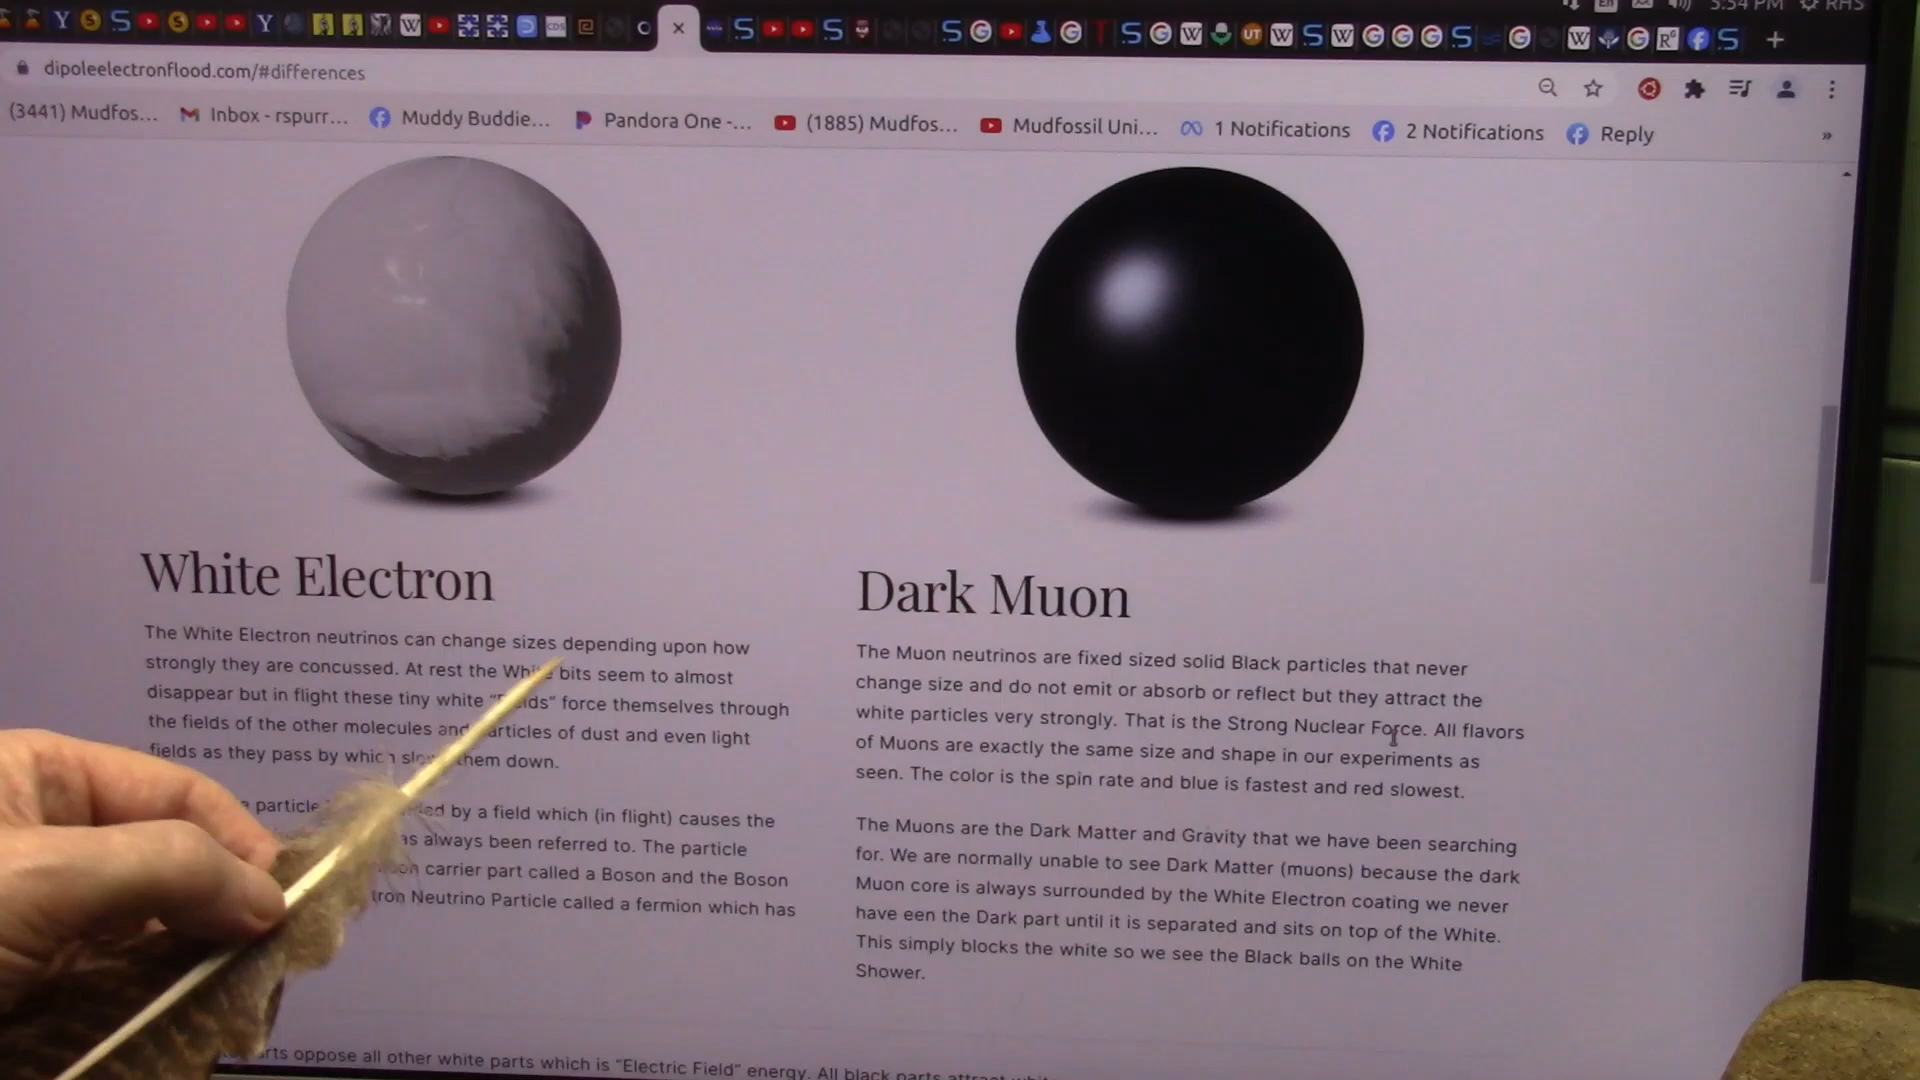 5:54 PM RHS
dipoleelectronflood.com/#differences
(3441) Mudfos... Inbox - rspurr... Muddy Buddie... Pandora One -... (1885) Mudfos... Mudfossil Uni... 1 Notifications 2 Notifications Reply »
White Electron
The White Electron neutrinos can change sizes depending upon how
strongly they are concussed. At rest the White bits seem to almost
disappear but in flight these tiny white "Fields" force themselves through
the fields of the other molecules and particles of dust and even light
fields as they pass by which slows them down.
a particle by a field which (in flight) causes the
as always been referred to. The particle
carrier part called a Boson and the Boson
tron Neutrino Particle called a fermion which has
Dark Muon
The Muon neutrinos are fixed sized solid Black particles that never
change size and do not emit or absorb or reflect but they attract the
white particles very strongly. That is the Strong Nuclear Force. All flavors
of Muons are exactly the same size and shape in our experiments as
seen. The color is the spin rate and blue is fastest and red slowest.
The Muons are the Dark Matter and Gravity that we have been searching
for. We are normally unable to see Dark Matter (muons) because the dark
Muon core is always surrounded by the White Electron coating we never
have een the Dark part until it is separated and sits on top of the White.
This simply blocks the white so we see the Black balls on the White
Shower.
parts oppose all other white parts which is "Electric Field" energy. All black parts attract